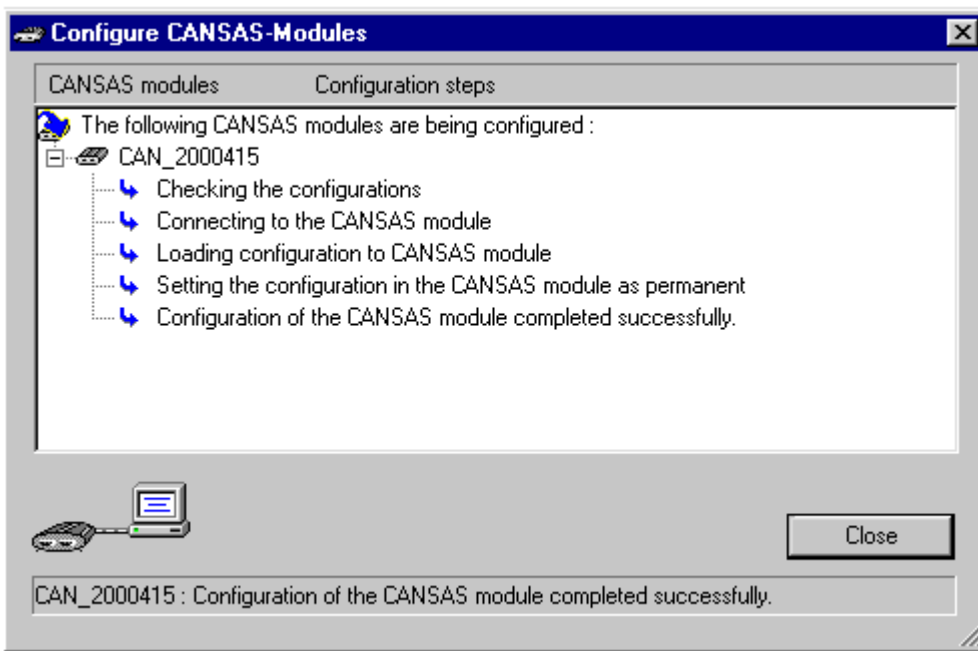 Configure CANSAS-Modules
CANSAS modules Configuration steps
The following CANSAS modules are being configured :
CAN_2000415
Checking the configurations
Connecting to the CANSAS module
Loading configuration to CANSAS module
Setting the configuration in the CANSAS module as permanent
Configuration of the CANSAS module completed successfully.
Close
CAN_2000415 : Configuration of the CANSAS module completed successfully.